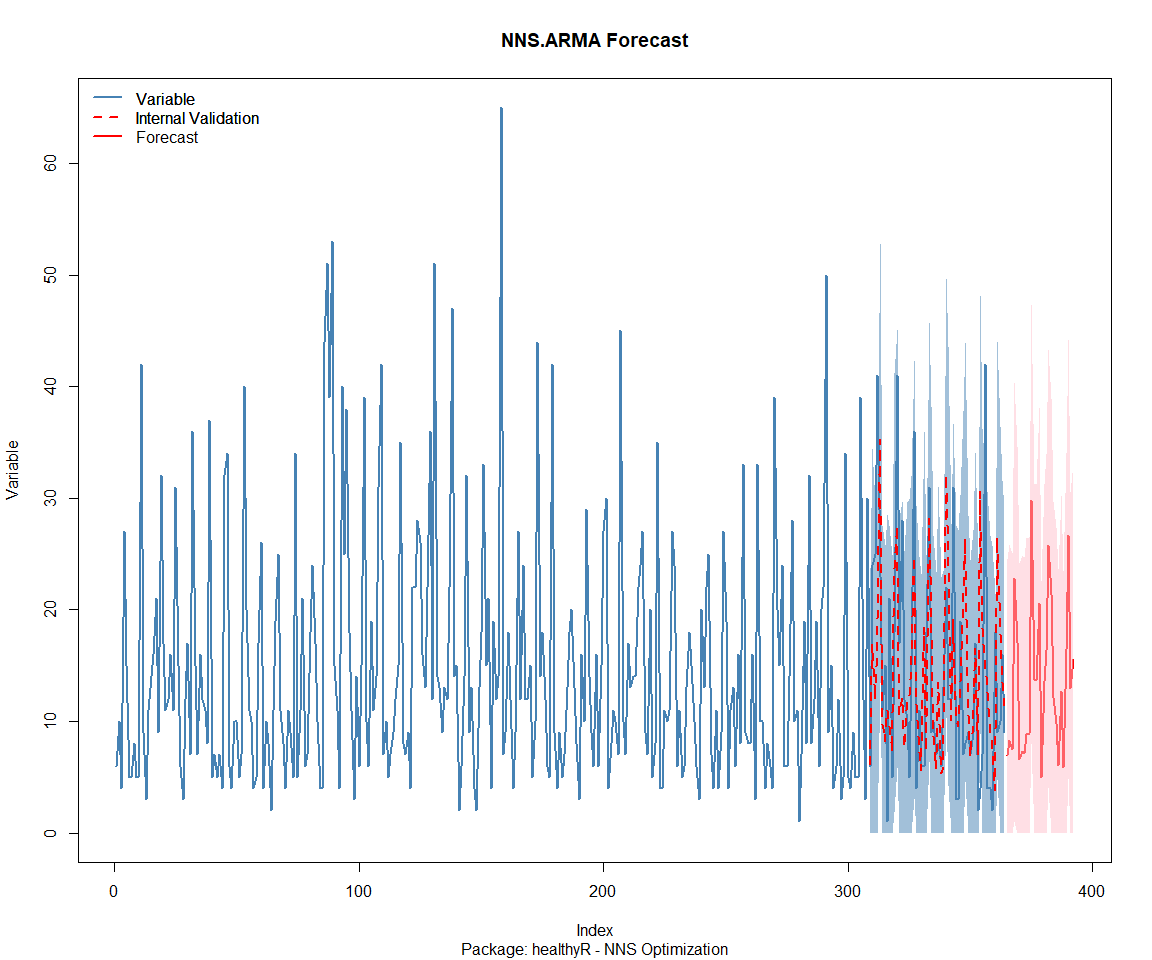 NNS.ARMA Forecast
Variable
Internal Validation
Forecast
Variable
60
50
40
30
20
10
0
0 100 200 300 400
Index
Package: healthyR - NNS Optimization